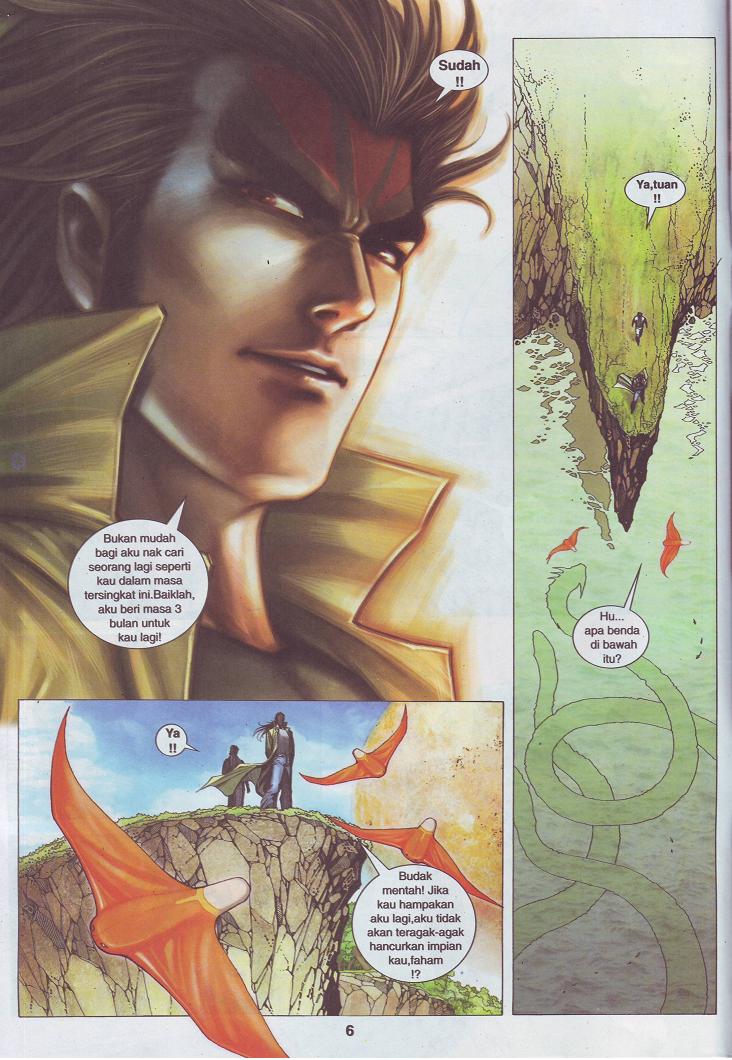 Sudah
!!
Bukan mudah
bagi aku nak cari
seorang lagi seperti
kau dalam masa
tersingkat ini.Baiklah,
aku beri masa 3
bulan untuk
kau lagi!
Ya
!!
Budak
mentah! Jika
kau hampakan
aku lagi,aku tidak
akan teragak-agak
hancurkan impian
kau,faham
!?
Ya,tuan
!!
Hu...
apa benda
di bawah
itu?
6